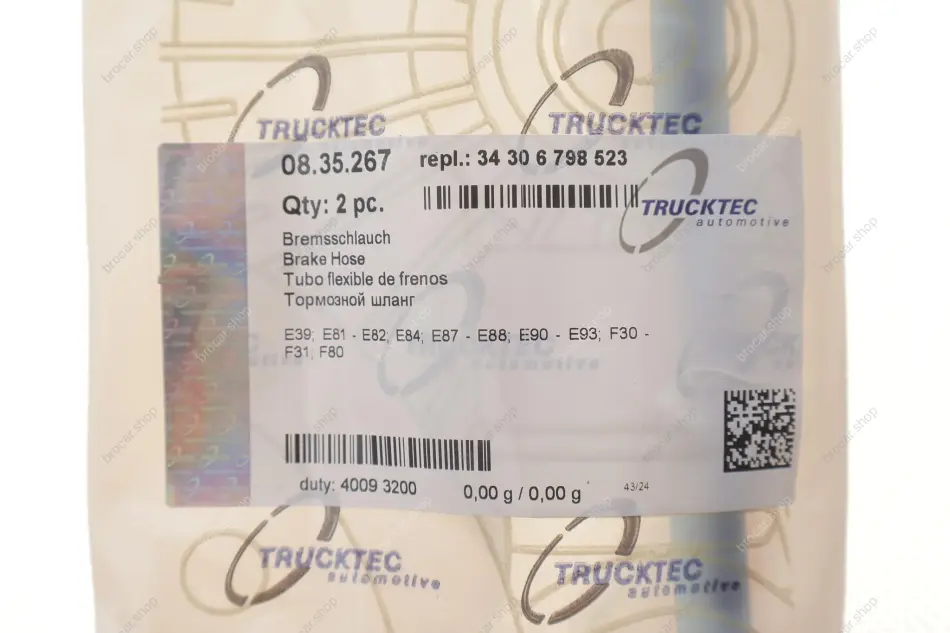 TRUCKTEC
TRUCKTEC
08.35.267 repl.: 34 30 6 798 523
Qty: 2 pc.
TRUCKTEC
automotive
Bremsschlauch
Brake Hose
Tubo flexible de frenos
Тормозной шланг
E39; E81 - E82; E84; E87 - E88; E90 - E93; F30 -
F31; F80
duty: 4009 3200 0,00 g / 0,00 g 43/24
TRUCKTEC
automotive
TRUCKTEC
automotive
brocar.shop